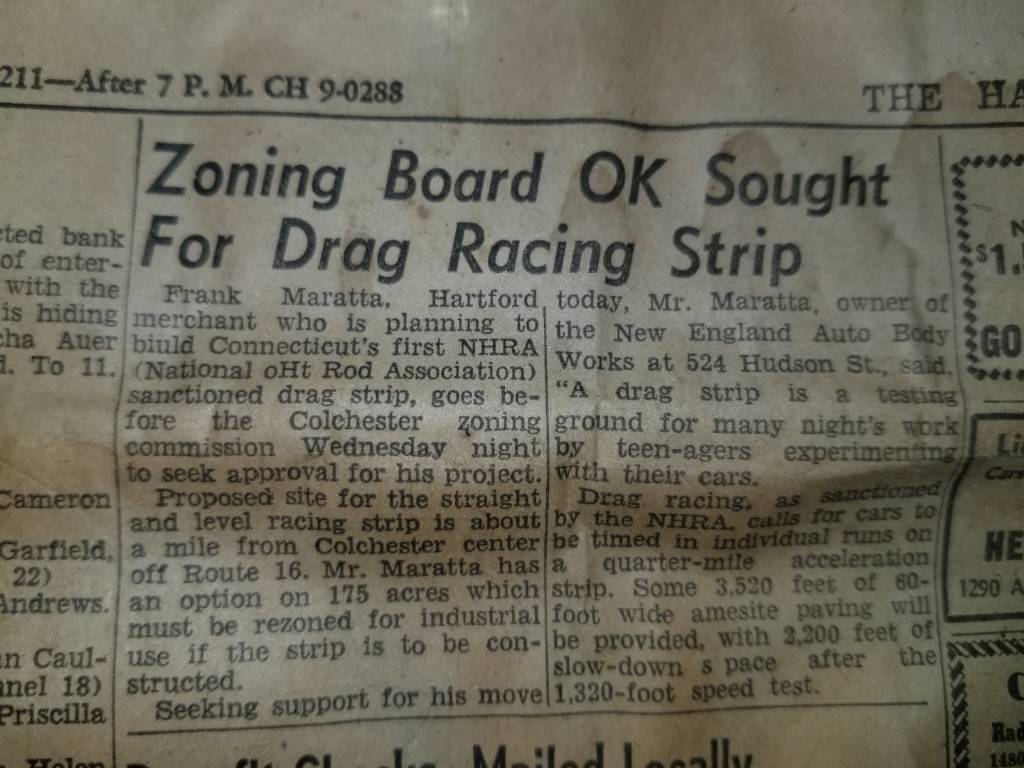 211—After 7 P. M. CH 9-0288
THE HA
cted bank
of enter-
with the
is hiding
cha Auer
d. To 11.
Cameron
Garfield,
22)
Andrews.
n Caul-
nel 18)
Priscilla
Helen
Zoning Board OK Sought
For Drag Racing Strip
Frank Maratta, Hartford
merchant who is planning to
biuld Connecticut's first NHRA
(National oHt Rod Association)
sanctioned drag strip, goes be-
fore the Colchester zoning
commission Wednesday night
to seek approval for his project.
Proposed site for the straight
and level racing strip is about
a mile from Colchester center
off Route 16. Mr. Maratta has
an option on 175 acres which
must be rezoned for industrial
use if the strip is to be con-
structed.
Seeking support for his move
today, Mr. Maratta, owner of
the New England Auto Body
Works at 524 Hudson St., said,
"A drag strip is a testing
ground for many night's work
by teen-agers experimenting
with their cars.
Drag racing, as sanctioned
by the NHRA, calls for cars to
be timed in individual runs on
a quarter-mile acceleration
strip. Some 3,520 feet of 60-
foot wide amesite paving will
be provided, with 2,200 feet of
slow-down s pace after the
1,320-foot speed test.
Mailed Locally
N
$1.
GO
Li
Cars
HE
1290 A
C
Rad
1480